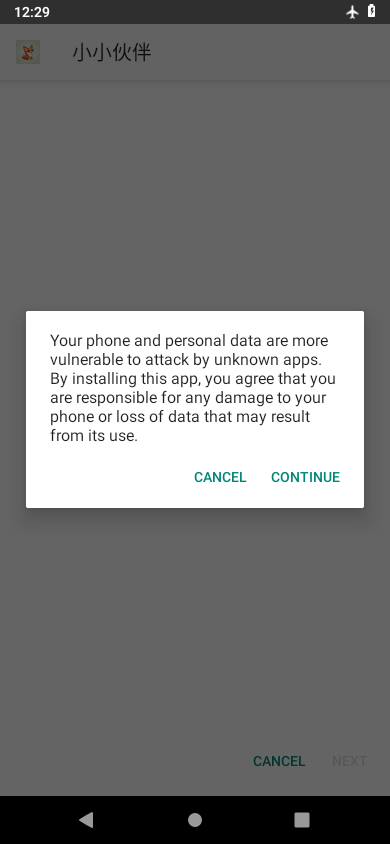 12:29
小小伙伴
Your phone and personal data are more
vulnerable to attack by unknown apps.
By installing this app, you agree that you
are responsible for any damage to your
phone or loss of data that may result
from its use.
CANCEL CONTINUE
CANCEL NEXT